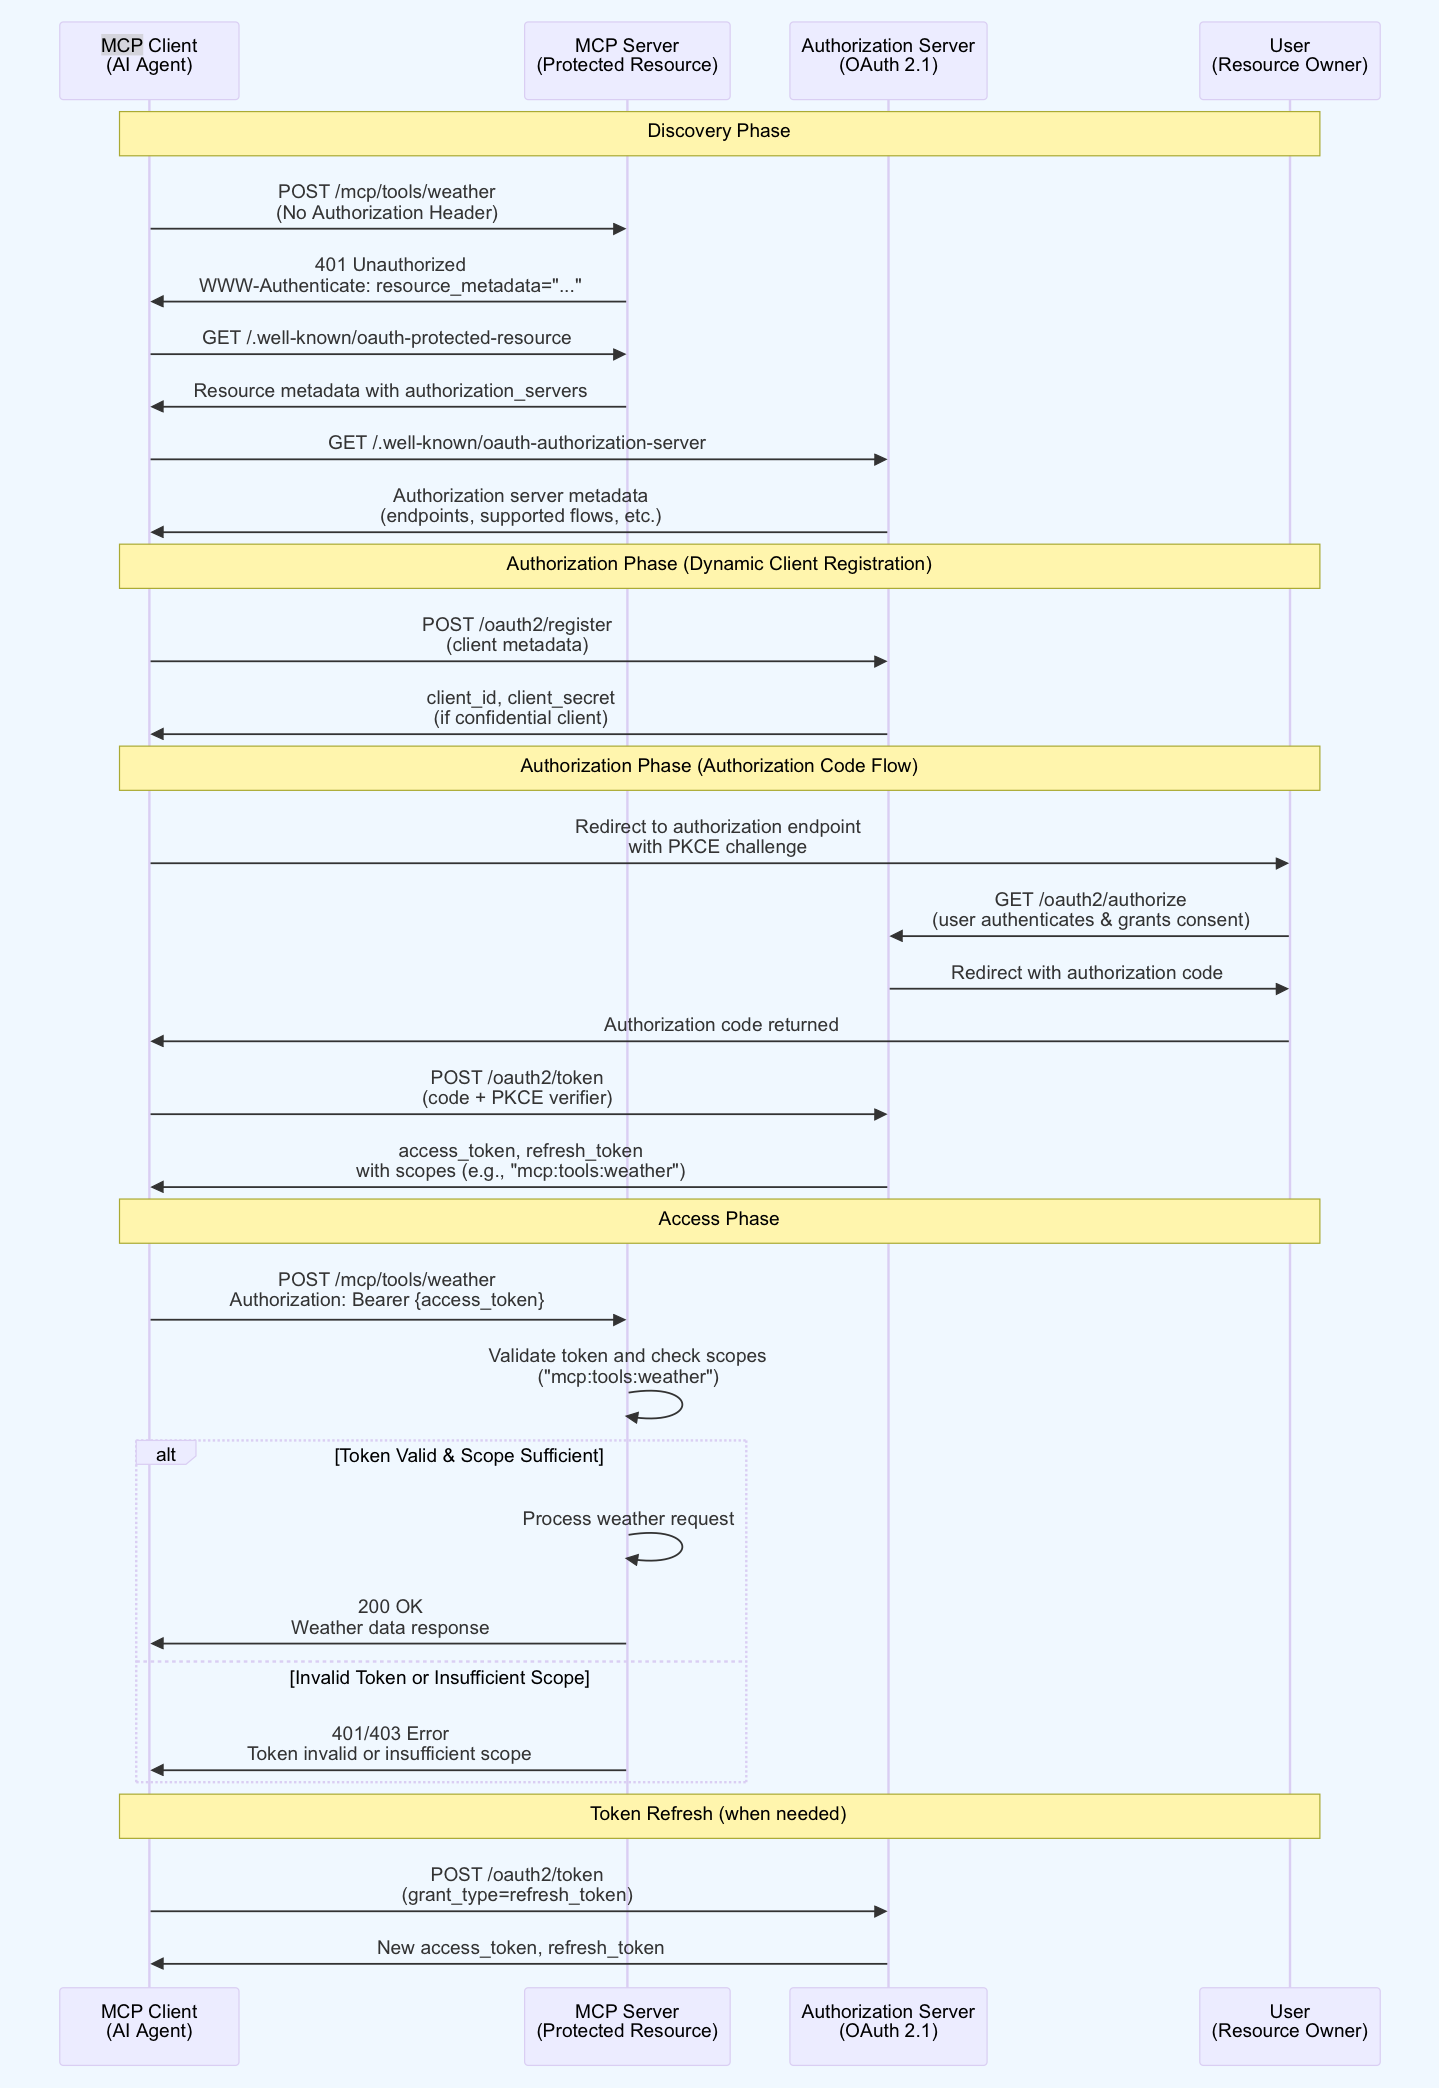 MCP Client
(AI Agent)
MCP Server
(Protected Resource)
Authorization Server
(OAuth 2.1)
User
(Resource Owner)
Discovery Phase
POST /mcp/tools/weather
(No Authorization Header)
401 Unauthorized
WWW-Authenticate: resource_metadata="..."
GET /.well-known/oauth-protected-resource
Resource metadata with authorization_servers
GET /.well-known/oauth-authorization-server
Authorization server metadata
(endpoints, supported flows, etc.)
Authorization Phase (Dynamic Client Registration)
POST /oauth2/register
(client metadata)
client_id, client_secret
(if confidential client)
Authorization Phase (Authorization Code Flow)
Redirect to authorization endpoint
with PKCE challenge
GET /oauth2/authorize
(user authenticates & grants consent)
Redirect with authorization code
Authorization code returned
POST /oauth2/token
(code + PKCE verifier)
access_token, refresh_token
with scopes (e.g., "mcp:tools:weather")
Access Phase
POST /mcp/tools/weather
Authorization: Bearer {access_token}
Validate token and check scopes
("mcp:tools:weather")
alt
[Token Valid & Scope Sufficient]
Process weather request
200 OK
Weather data response
[Invalid Token or Insufficient Scope]
401/403 Error
Token invalid or insufficient scope
Token Refresh (when needed)
POST /oauth2/token
(grant_type=refresh_token)
New access_token, refresh_token
MCP Client
(AI Agent)
MCP Server
(Protected Resource)
Authorization Server
(OAuth 2.1)
User
(Resource Owner)